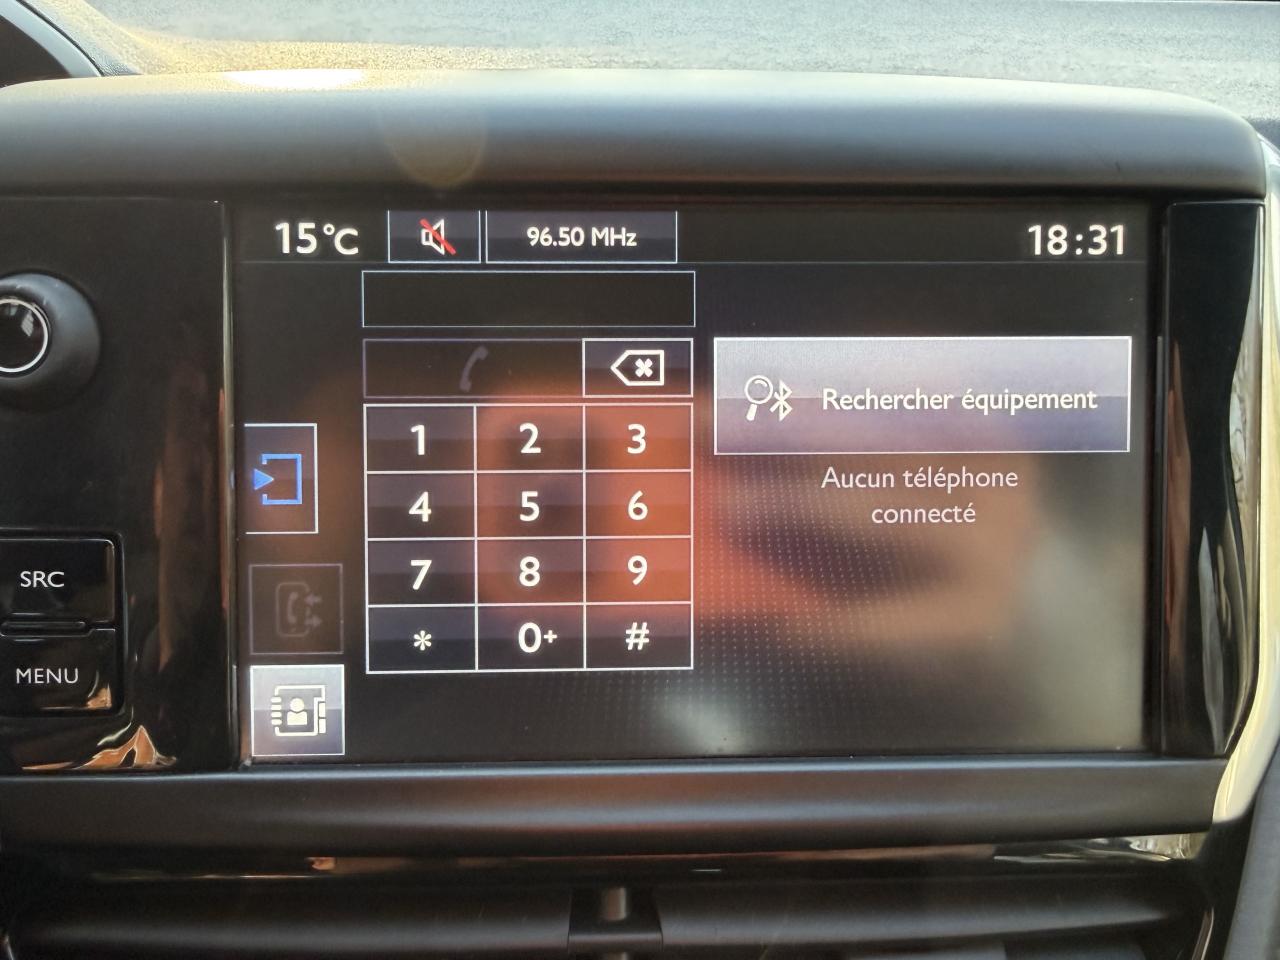 15°C
96.50 MHz
18:31
Rechercher équipement
Aucun téléphone
connecté
1 2 3
4 5 6
7 8 9
* 0+ #
SRC
MENU